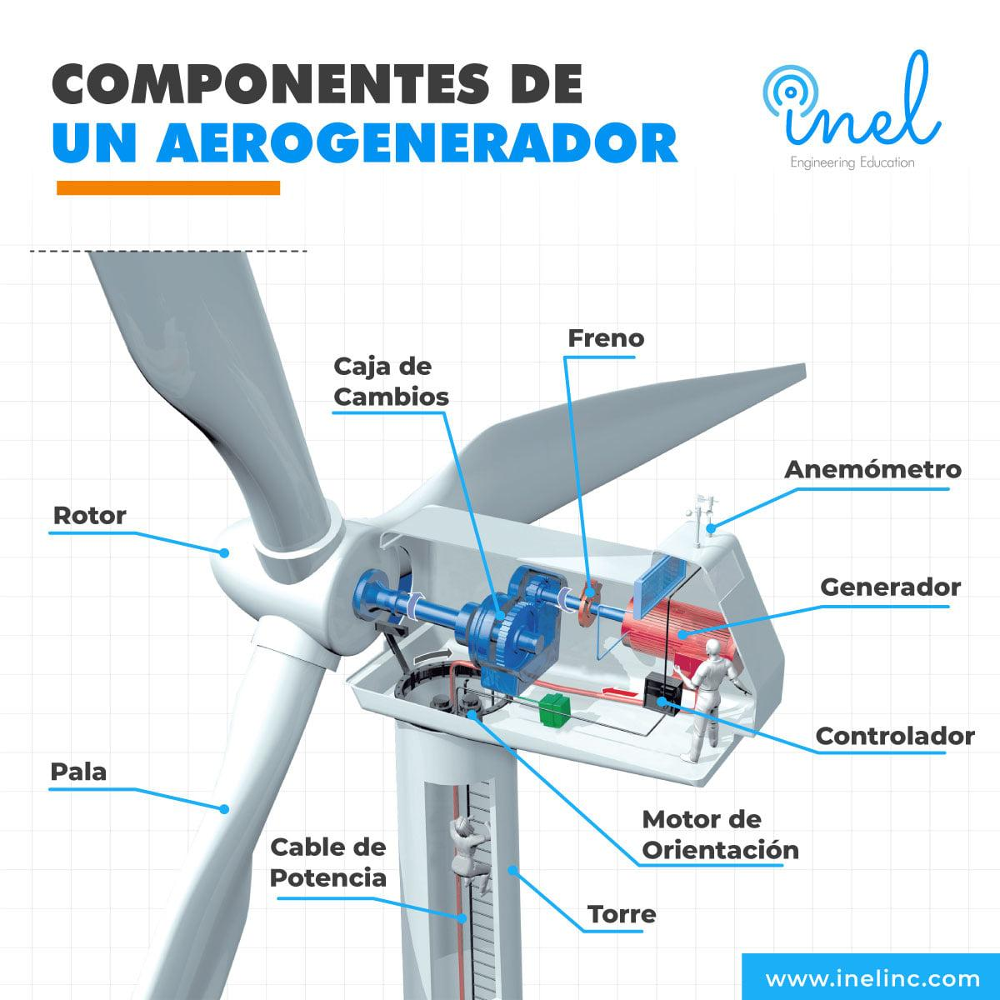 COMPONENTES DE
UN AEROGENERADOR
inel
Engineering Education
Freno
Caja de
Cambios
Anemómetro
Rotor
Generador
Controlador
Pala
Motor de
Orientación
Cable de
Potencia
Torre
www.inelinc.com